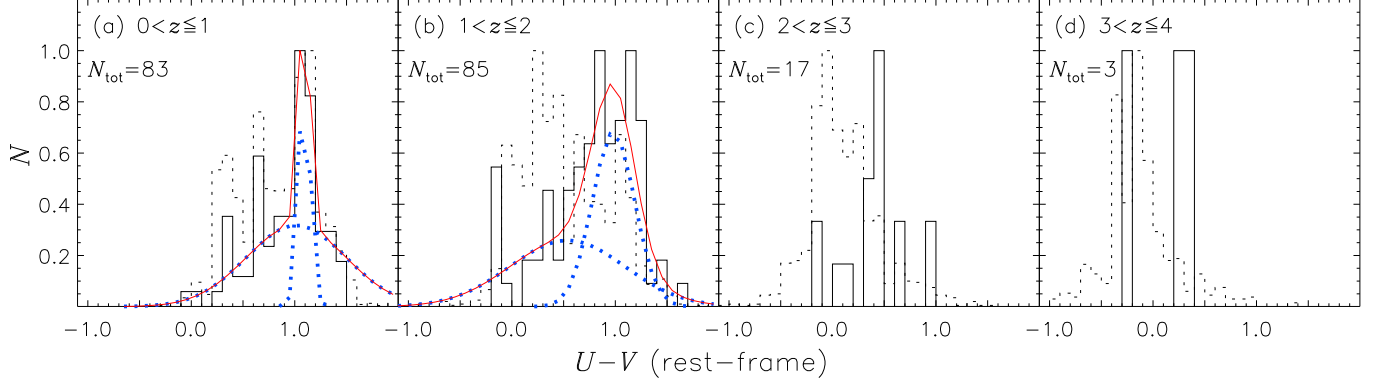 (a) 0<z≦1
(b) 1<z≦2
(c) 2<z≦3
(d) 3<z≦4
N_tot=83
N_tot=85
N_tot=17
N_tot=3
1.0
0.8
0.6
0.4
0.2
N
−1.0 0.0 1.0 −1.0 0.0 1.0 −1.0 0.0 1.0 −1.0 0.0 1.0
U−V (rest−frame)